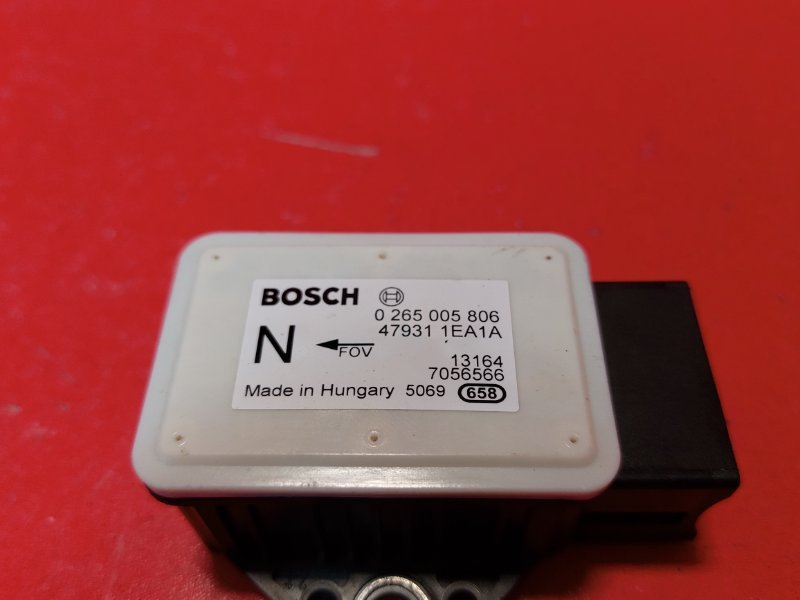 BOSCH
0 265 005 806
47931 1EA1A
N FOV
13164
7056566
Made in Hungary 5069 658